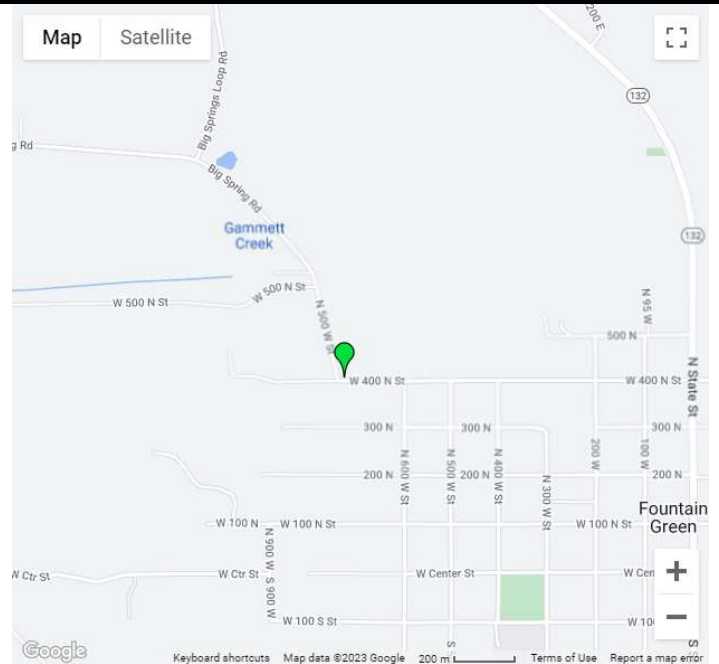 Map Satellite
200 E
132
Big Springs Loop Rd
g Rd
Big Spring Rd
Gammett
Creek
132
W 500 N St
W 500 N St
N 500 W St
N 95 W
500 N
N State St
W 400 N St
W 400 N St
300 N
300 N
300 N
200 W
100 W
N 600 W St
N 500 W St
N 400 W St
200 N
200 N
200 N
N 300 W St
Fountain
Green
W 100 N
W 100 N St
W 100 N St
N 900 W
S 900 W
W Ctr St
W Ctr St
W Center St
W Cen
+
−
W 100 S St
W 10
S
S S
Google
Keyboard shortcuts Map data ©2023 Google 200 m Terms of Use Report a map error